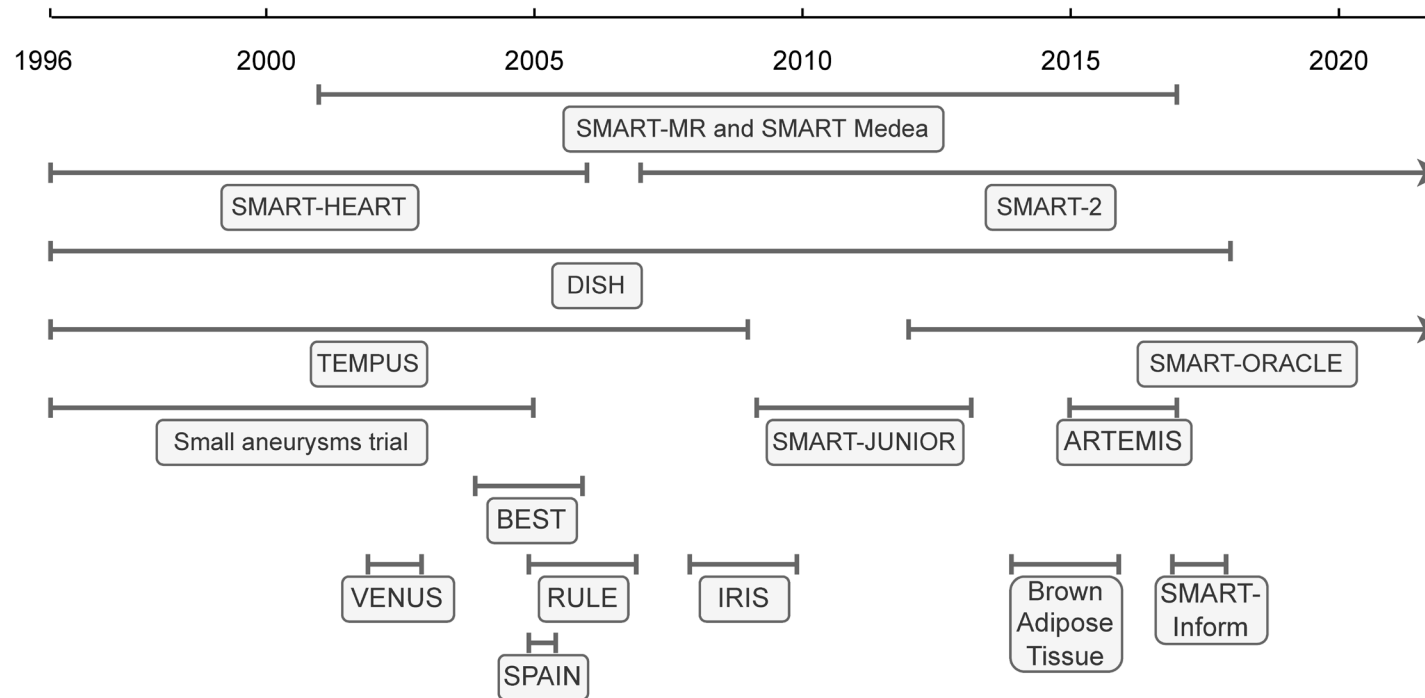 1996 2000 2005 2010 2015 2020
SMART-MR and SMART Medea
SMART-HEART SMART-2
DISH
TEMPUS SMART-ORACLE
Small aneurysms trial SMART-JUNIOR ARTEMIS
BEST
VENUS RULE IRIS
Brown
Adipose
Tissue
SMART-
Inform
SPAIN